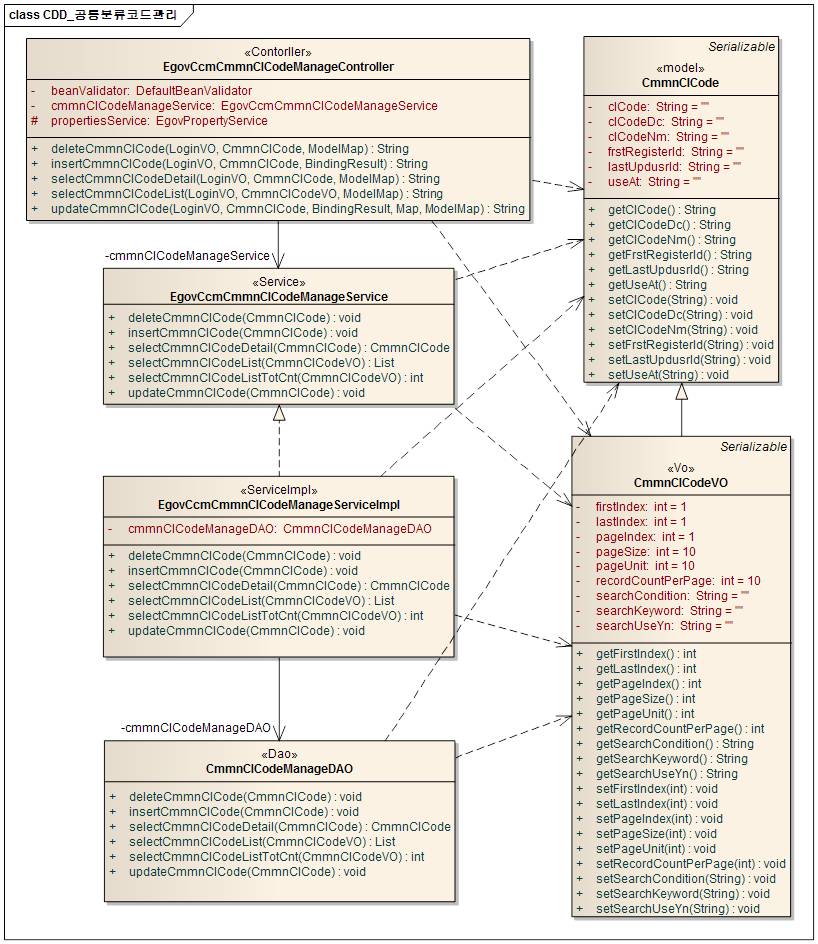 class CDD_공통분류코드관리
«Contorller»
EgovCcmCmmnClCodeManageController
- beanValidator: DefaultBeanValidator
- cmmnClCodeManageService: EgovCcmCmmnClCodeManageService
# propertiesService: EgovPropertyService
+ deleteCmmnClCode(LoginVO, CmmnClCode, ModelMap) : String
+ insertCmmnClCode(LoginVO, CmmnClCode, BindingResult) : String
+ selectCmmnClCodeDetail(LoginVO, CmmnClCode, ModelMap) : String
+ selectCmmnClCodeList(LoginVO, CmmnClCodeVO, ModelMap) : String
+ updateCmmnClCode(LoginVO, CmmnClCode, BindingResult, Map, ModelMap) : String
Serializable
«model»
CmmnClCode
- clCode: String = ""
- clCodeDc: String = ""
- clCodeNm: String = ""
- frstRegisterId: String = ""
- lastUpdusrId: String = ""
- useAt: String = ""
+ getClCode() : String
+ getClCodeDc() : String
+ getClCodeNm() : String
+ getFrstRegisterId() : String
+ getLastUpdusrId() : String
+ getUseAt() : String
+ setClCode(String) : void
+ setClCodeDc(String) : void
+ setClCodeNm(String) : void
+ setFrstRegisterId(String) : void
+ setLastUpdusrId(String) : void
+ setUseAt(String) : void
-cmmnClCodeManageService
«Service»
EgovCcmCmmnClCodeManageService
+ deleteCmmnClCode(CmmnClCode) : void
+ insertCmmnClCode(CmmnClCode) : void
+ selectCmmnClCodeDetail(CmmnClCode) : CmmnClCode
+ selectCmmnClCodeList(CmmnClCodeVO) : List
+ selectCmmnClCodeListTotCnt(CmmnClCodeVO) : int
+ updateCmmnClCode(CmmnClCode) : void
«ServiceImpl»
EgovCcmCmmnClCodeManageServiceImpl
- cmmnClCodeManageDAO: CmmnClCodeManageDAO
+ deleteCmmnClCode(CmmnClCode) : void
+ insertCmmnClCode(CmmnClCode) : void
+ selectCmmnClCodeDetail(CmmnClCode) : CmmnClCode
+ selectCmmnClCodeList(CmmnClCodeVO) : List
+ selectCmmnClCodeListTotCnt(CmmnClCodeVO) : int
+ updateCmmnClCode(CmmnClCode) : void
Serializable
«Vo»
CmmnClCodeVO
- firstIndex: int = 1
- lastIndex: int = 1
- pageIndex: int = 1
- pageSize: int = 10
- pageUnit: int = 10
- recordCountPerPage: int = 10
- searchCondition: String = ""
- searchKeyword: String = ""
- searchUseYn: String = ""
+ getFirstIndex() : int
+ getLastIndex() : int
+ getPageIndex() : int
+ getPageSize() : int
+ getPageUnit() : int
+ getRecordCountPerPage() : int
+ getSearchCondition() : String
+ getSearchKeyword() : String
+ getSearchUseYn() : String
+ setFirstIndex(int) : void
+ setLastIndex(int) : void
+ setPageIndex(int) : void
+ setPageSize(int) : void
+ setPageUnit(int) : void
+ setRecordCountPerPage(int) : void
+ setSearchCondition(String) : void
+ setSearchKeyword(String) : void
+ setSearchUseYn(String) : void
-cmmnClCodeManageDAO
«Dao»
CmmnClCodeManageDAO
+ deleteCmmnClCode(CmmnClCode) : void
+ insertCmmnClCode(CmmnClCode) : void
+ selectCmmnClCodeDetail(CmmnClCode) : CmmnClCode
+ selectCmmnClCodeList(CmmnClCodeVO) : List
+ selectCmmnClCodeListTotCnt(CmmnClCodeVO) : int
+ updateCmmnClCode(CmmnClCode) : void